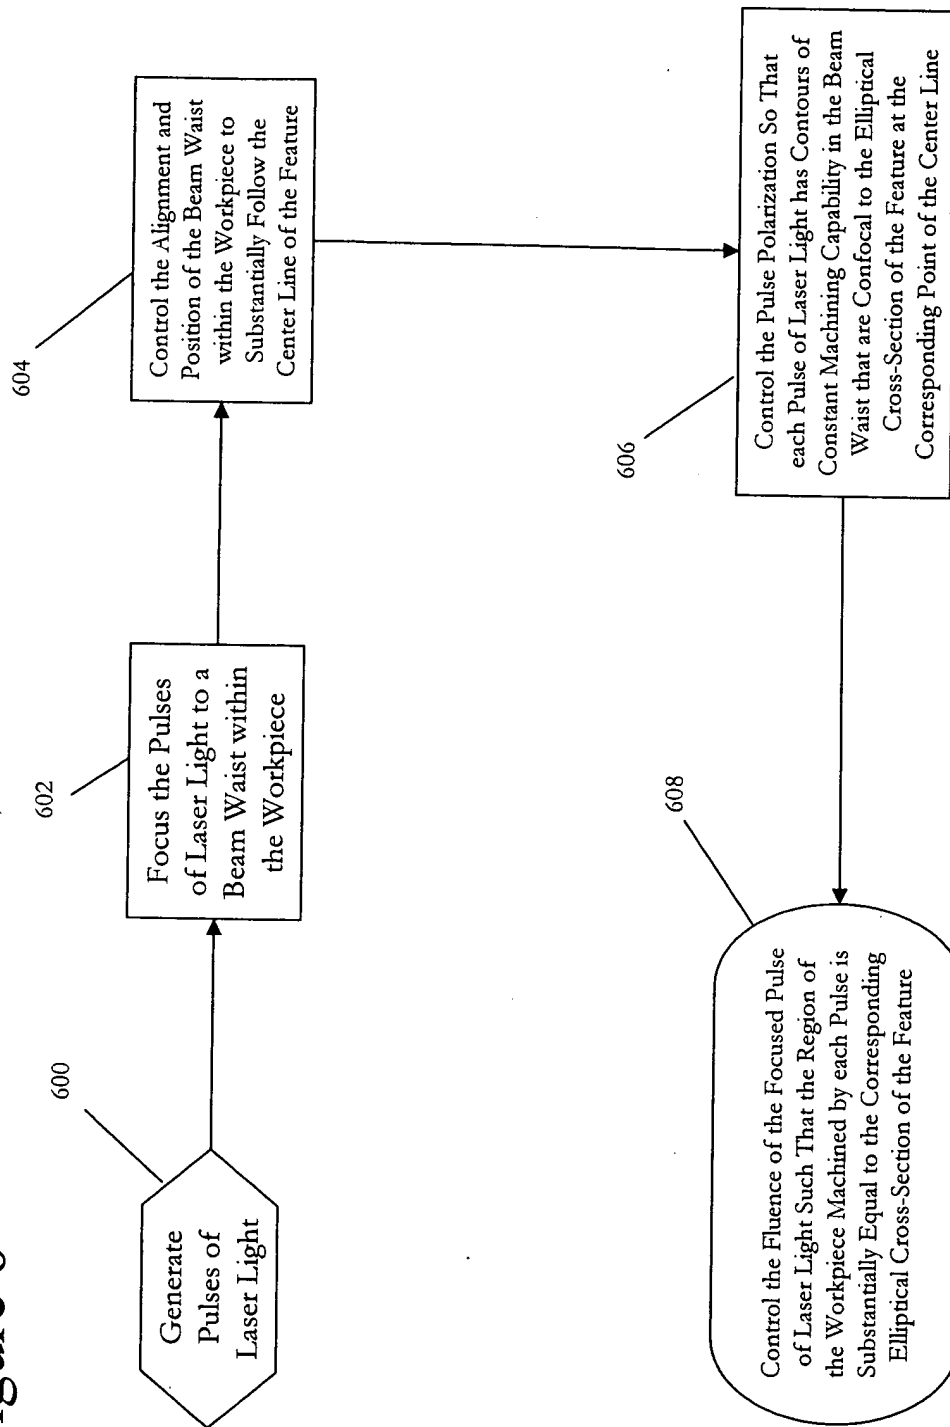 600
Generate
Pulses of
Laser Light
602
Focus the Pulses
of Laser Light to a
Beam Waist within
the Workpiece
604
Control the Alignment and
Position of the Beam Waist
within the Workpiece to
Substantially Follow the
Center Line of the Feature
606
Control the Pulse Polarization So That
each Pulse of Laser Light has Contours of
Constant Machining Capability in the Beam
Waist that are Confocal to the Elliptical
Cross-Section of the Feature at the
Corresponding Point of the Center Line
608
Control the Fluence of the Focused Pulse
of Laser Light Such That the Region of
the Workpiece Machined by each Pulse is
Substantially Equal to the Corresponding
Elliptical Cross-Section of the Feature